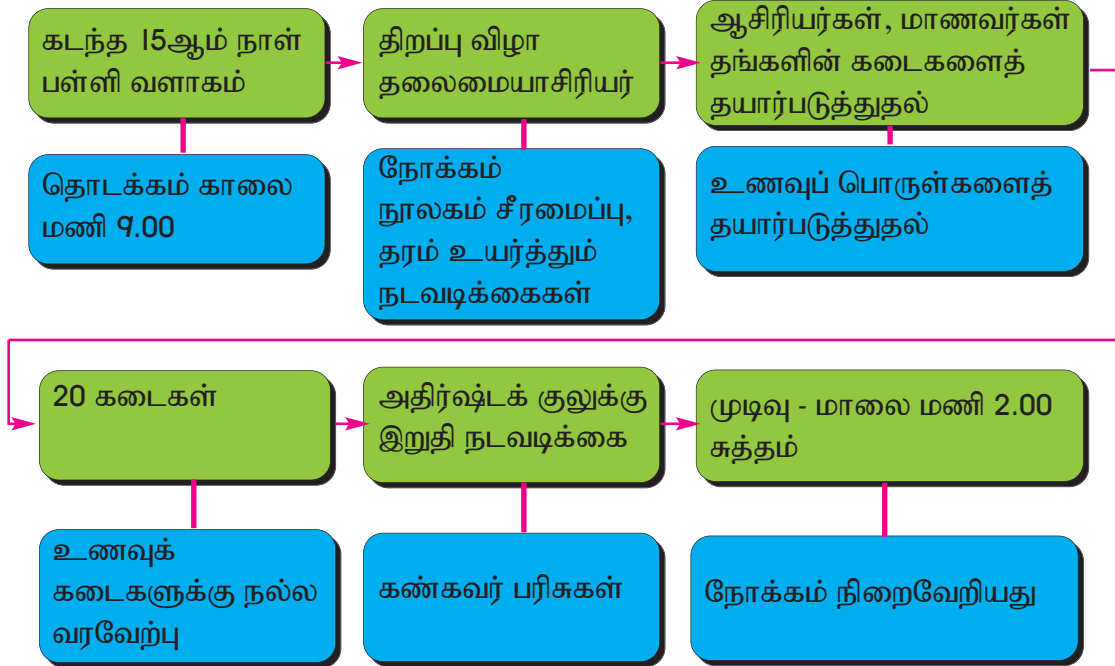 கடந்த 15ஆம் நாள்
பள்ளி வளாகம்
திறப்பு விழா
தலைமையாசிரியர்
ஆசிரியர்கள், மாணவர்கள்
தங்களின் கடைகளைத்
தயார்படுத்துதல்
தொடக்கம் காலை
மணி 9.00
நோக்கம்
நூலகம் சீரமைப்பு,
தரம் உயர்த்தும்
நடவடிக்கைகள்
உணவுப் பொருள்களைத்
தயார்படுத்துதல்
20 கடைகள்
அதிர்ஷ்டக் குலுக்கு
இறுதி நடவடிக்கை
முடிவு - மாலை மணி 2.00
சுத்தம்
உணவுக்
கடைகளுக்கு நல்ல
வரவேற்பு
கண்கவர் பரிசுகள்
நோக்கம் நிறைவேறியது